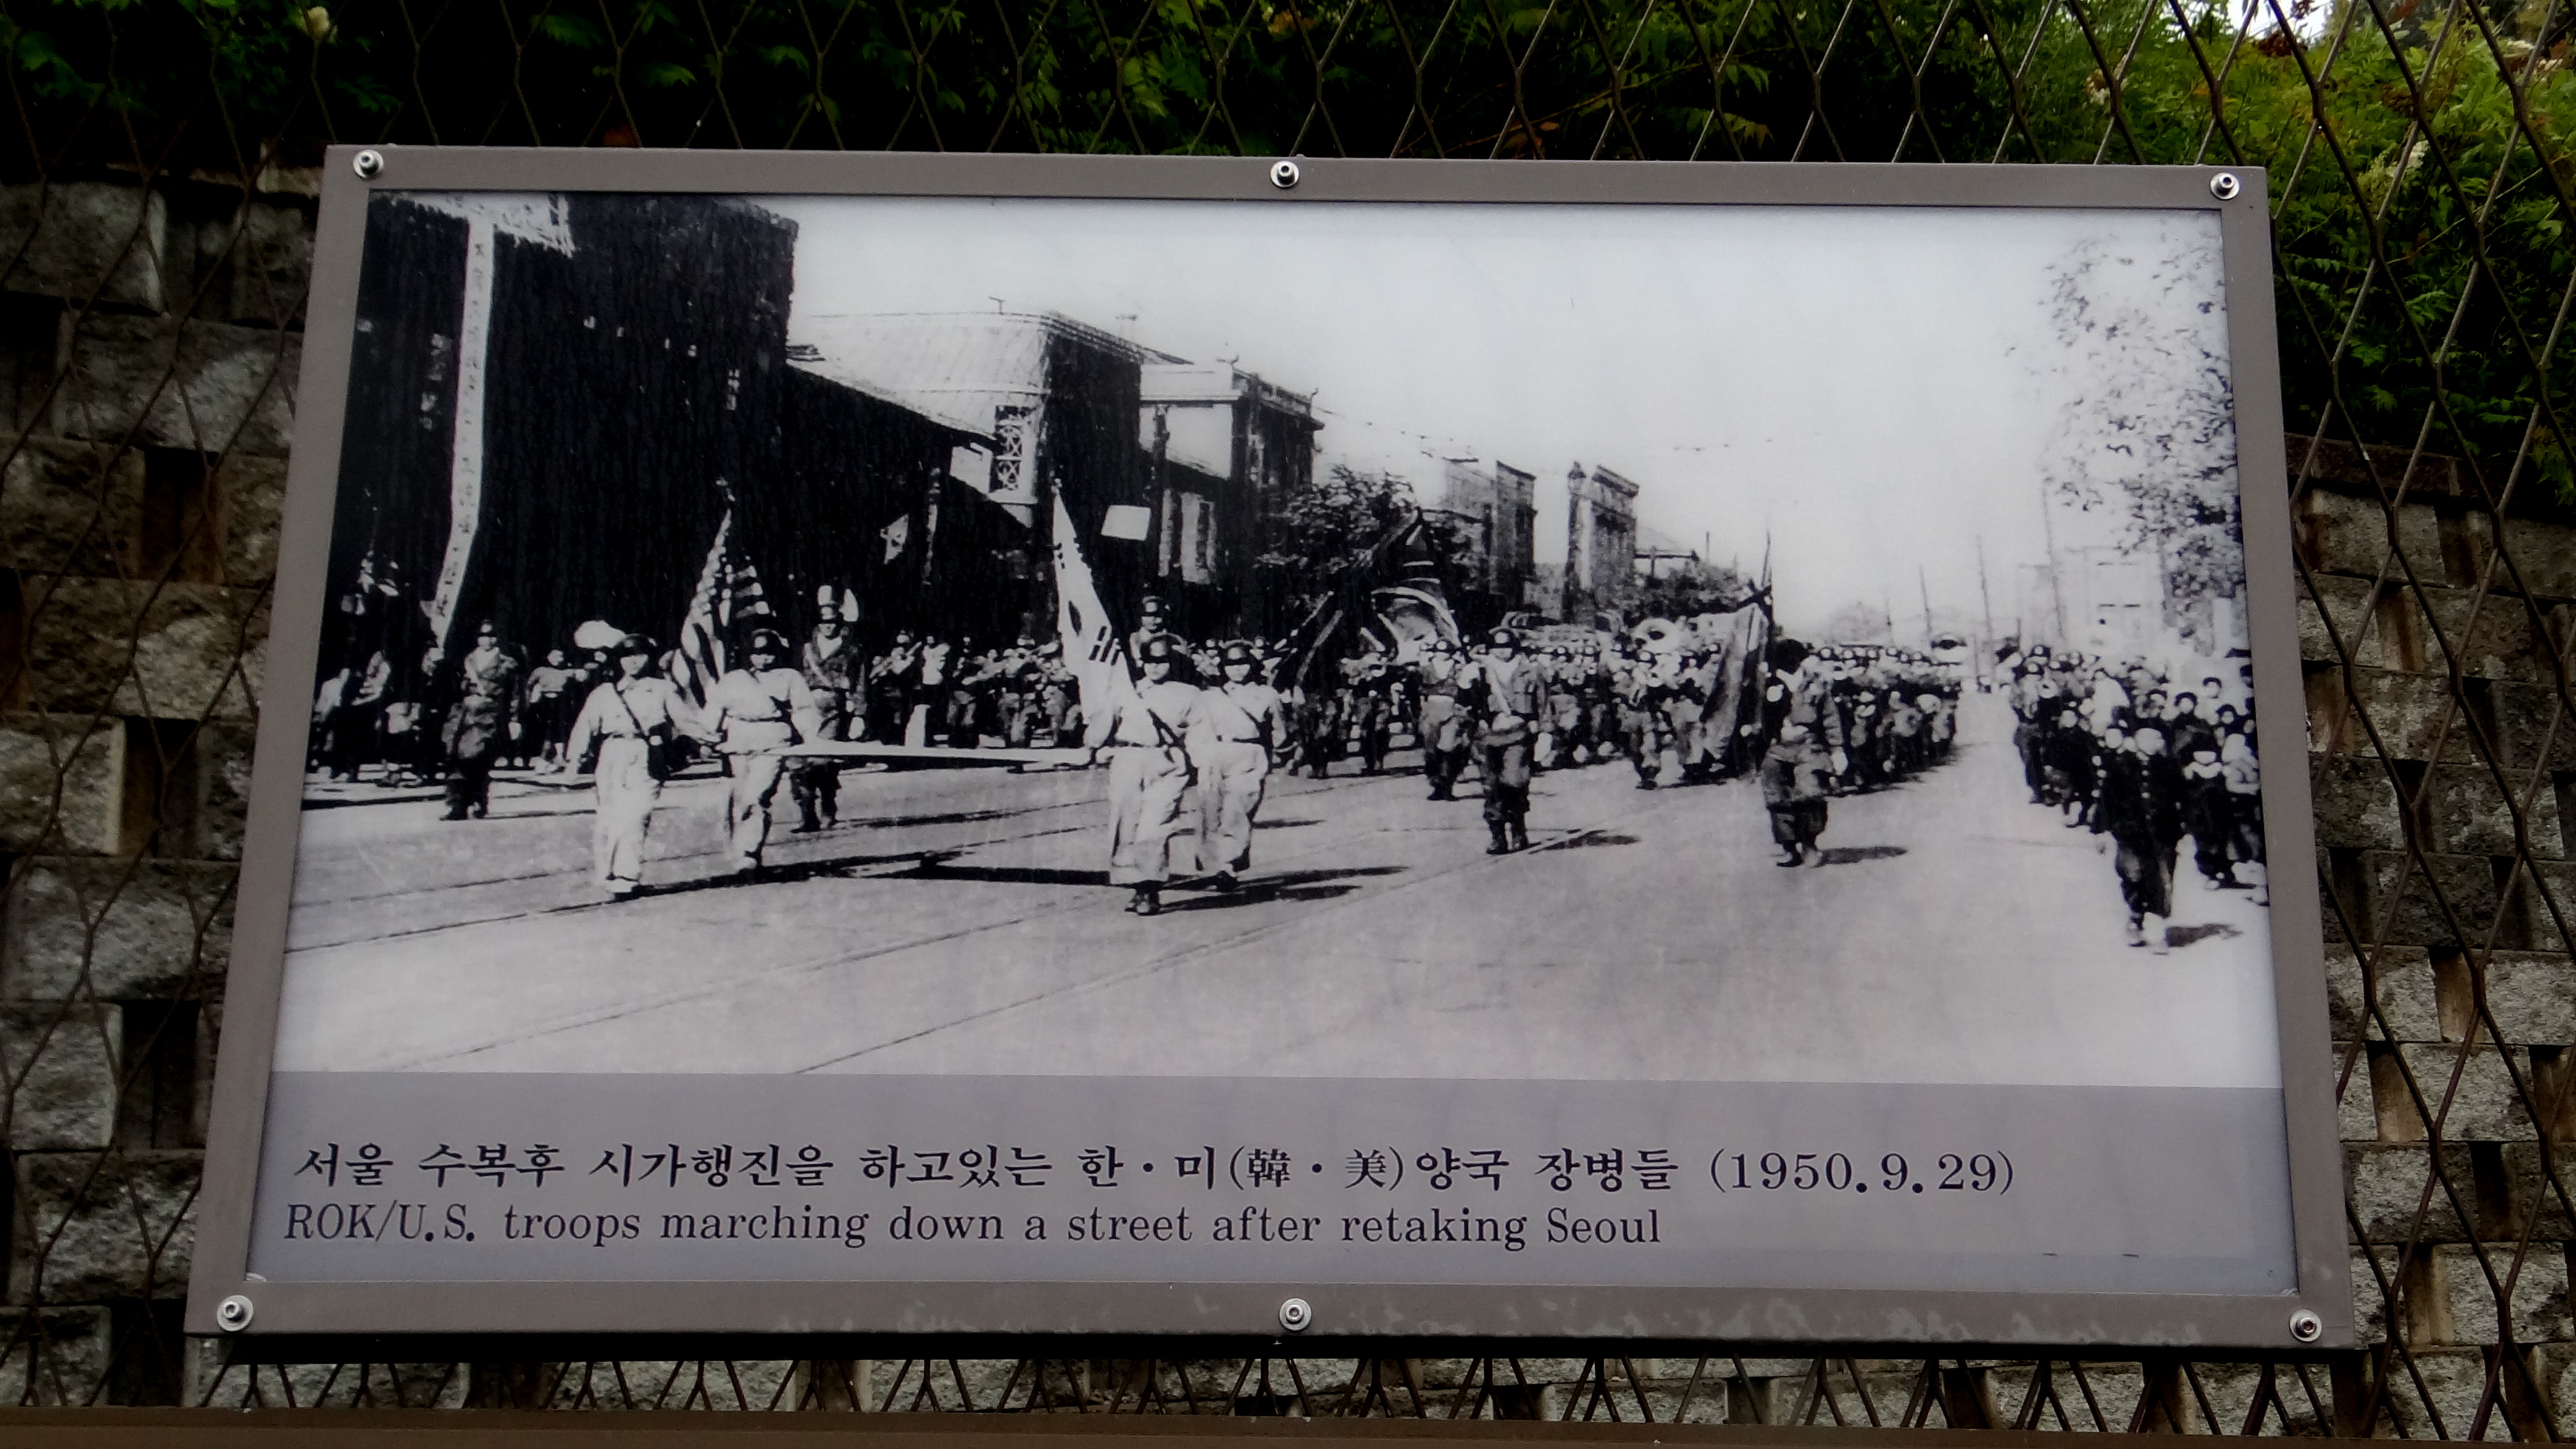 서울 수복후 시가행진을 하고있는 한·미(韓·美)양국 장병들 (1950.9.29)
ROK/U.S. troops marching down a street after retaking Seoul